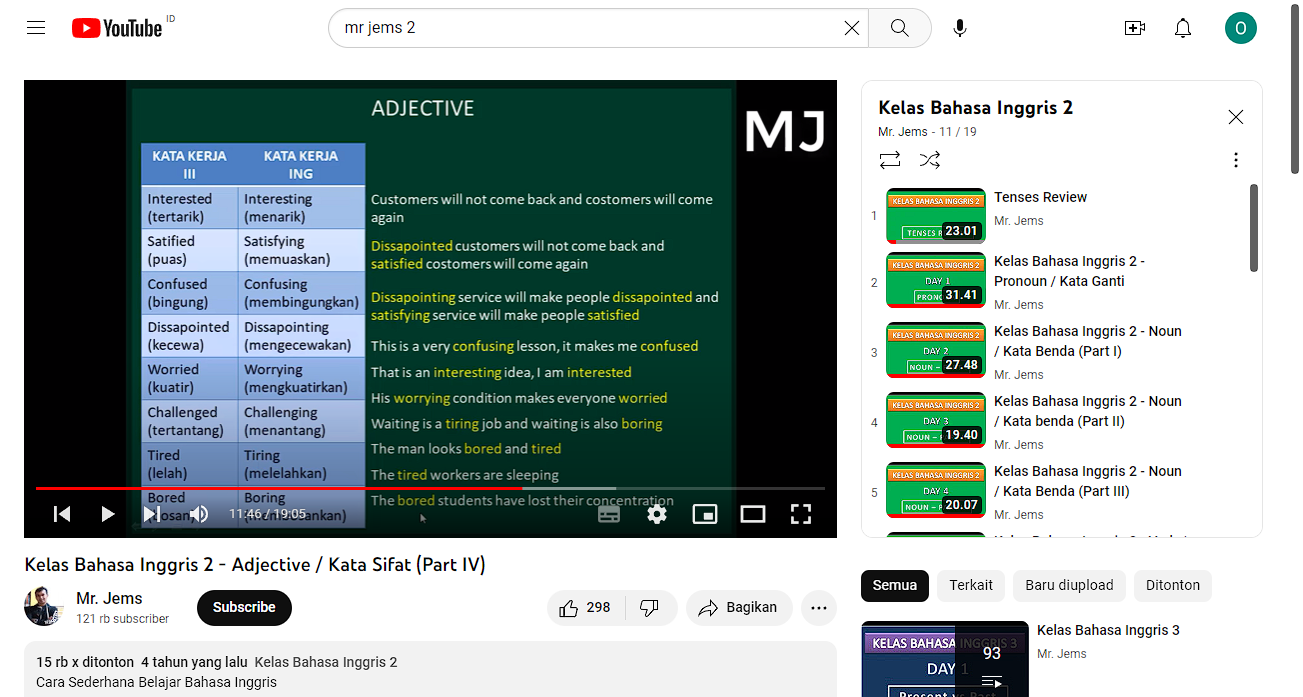 YouTube ID
mr jems 2
O
ADJECTIVE
MJ
KATA KERJA III
KATA KERJA ING
Interested (tertarik)
Interesting (menarik)
Satified (puas)
Satisfying (memuaskan)
Confused (bingung)
Confusing (membingungkan)
Dissapointed (kecewa)
Dissapointing (mengecewakan)
Worried (kuatir)
Worrying (mengkuatirkan)
Challenged (tertantang)
Challenging (menantang)
Tired (lelah)
Tiring (melelahkan)
Bored
Boring
Customers will not come back and costomers will come
again
Dissapointed customers will not come back and
satisfied costomers will come again
Dissapointing service will make people dissapointed and
satisfying service will make people satisfied
This is a very confusing lesson, it makes me confused
That is an interesting idea, I am interested
His worrying condition makes everyone worried
Waiting is a tiring job and waiting is also boring
The man looks bored and tired
The tired workers are sleeping
The bored students have lost their concentration
11:46 / 19:05
Kelas Bahasa Inggris 2 - Adjective / Kata Sifat (Part IV)
Mr. Jems
121 rb subscriber
Subscribe
298
Bagikan
15 rb x ditonton 4 tahun yang lalu Kelas Bahasa Inggris 2
Cara Sederhana Belajar Bahasa Inggris
Kelas Bahasa Inggris 2
Mr. Jems - 11 / 19
1
KELAS BAHASA INGGRIS 2
TENSES
23.01
Tenses Review
Mr. Jems
2
KELAS BAHASA INGGRIS 2
DAY 1
31.41
Kelas Bahasa Inggris 2 -
Pronoun / Kata Ganti
Mr. Jems
3
KELAS BAHASA INGGRIS 2
DAY 2
NOUN –
27.48
Kelas Bahasa Inggris 2 - Noun
/ Kata Benda (Part I)
Mr. Jems
4
KELAS BAHASA INGGRIS 2
DAY 3
NOUN –
19.40
Kelas Bahasa Inggris 2 - Noun
/ Kata benda (Part II)
Mr. Jems
5
KELAS BAHASA INGGRIS 2
DAY 4
NOUN –
20.07
Kelas Bahasa Inggris 2 - Noun
/ Kata Benda (Part III)
Mr. Jems
Semua
Terkait
Baru diupload
Ditonton
KELAS BAHASA INGGRIS 3
DAY 1
93
Kelas Bahasa Inggris 3
Mr. Jems